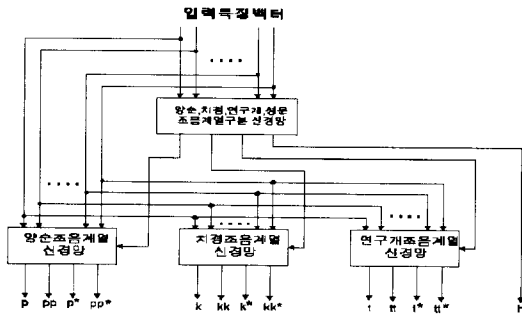 입력특징벡터
양순,치경,연구개,성문
조음계열구분 신경망
양순조음계열
신경망
치경조음계열
신경망
연구개조음계열
신경망
p pp p* pp*
k kk k* kk*
t tt t* tt*
h